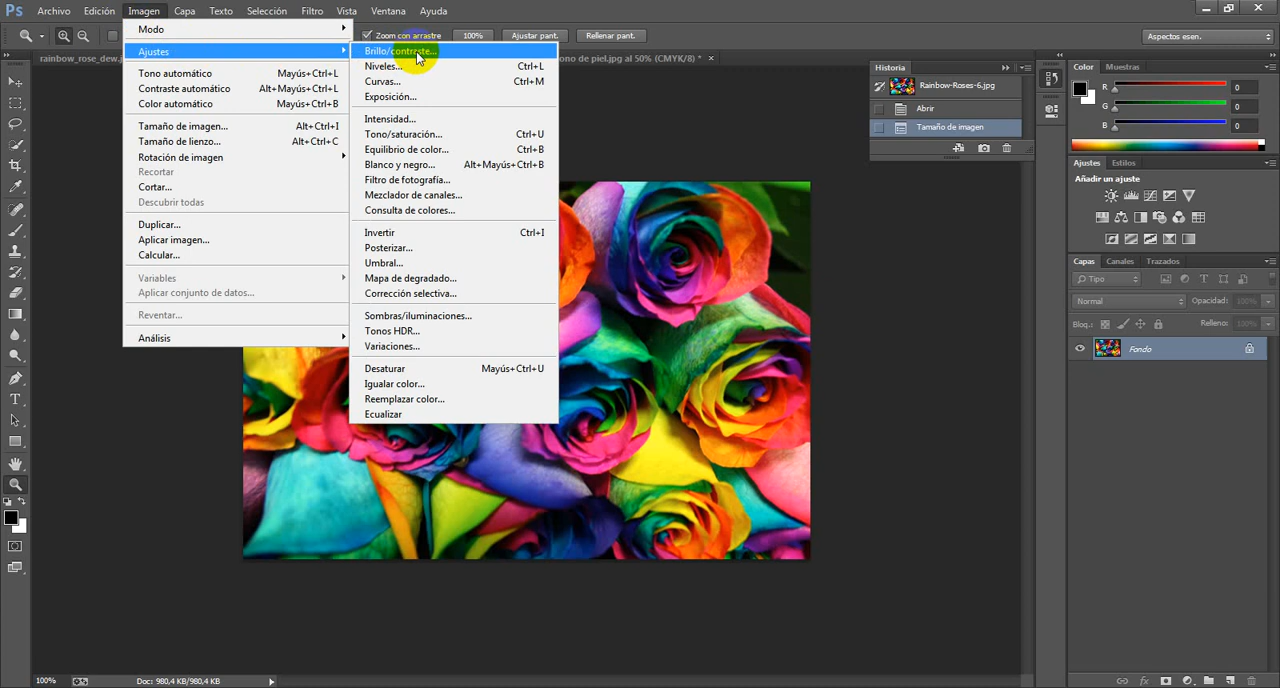 Ps Archivo Edición Imagen Capa Texto Selección Filtro Vista Ventana Ayuda
Zoom con arrastre 100% Ajustar pant. Rellenar pant. Aspectos esen.
rainbow_rose_dew.j ono de piel.jpg al 50% (CMYK/8) * ×
Modo
Ajustes
Tono automático Mayús+Ctrl+L
Contraste automático Alt+Mayús+Ctrl+L
Color automático Mayús+Ctrl+B
Tamaño de imagen... Alt+Ctrl+I
Tamaño de lienzo... Alt+Ctrl+C
Rotación de imagen
Recortar
Cortar...
Descubrir todas
Duplicar...
Aplicar imagen...
Calcular...
Variables
Aplicar conjunto de datos...
Reventar...
Análisis
Brillo/contraste...
Niveles... Ctrl+L
Curvas... Ctrl+M
Exposición...
Intensidad...
Tono/saturación... Ctrl+U
Equilibrio de color... Ctrl+B
Blanco y negro... Alt+Mayús+Ctrl+B
Filtro de fotografía...
Mezclador de canales...
Consulta de colores...
Invertir Ctrl+I
Posterizar...
Umbral...
Mapa de degradado...
Corrección selectiva...
Sombras/iluminaciones...
Tonos HDR...
Variaciones...
Desaturar Mayús+Ctrl+U
Igualar color...
Reemplazar color...
Ecualizar
Historia
Rainbow-Roses-6.jpg
Abrir
Tamaño de imagen
Color Muestras
R 0
G 0
B 0
Ajustes Estilos
Añadir un ajuste
Capas Canales Trazados
Tipo
Normal Opacidad: 100%
Bloq.: Relleno: 100%
Fondo
100% Doc: 980,4 KB/980,4 KB